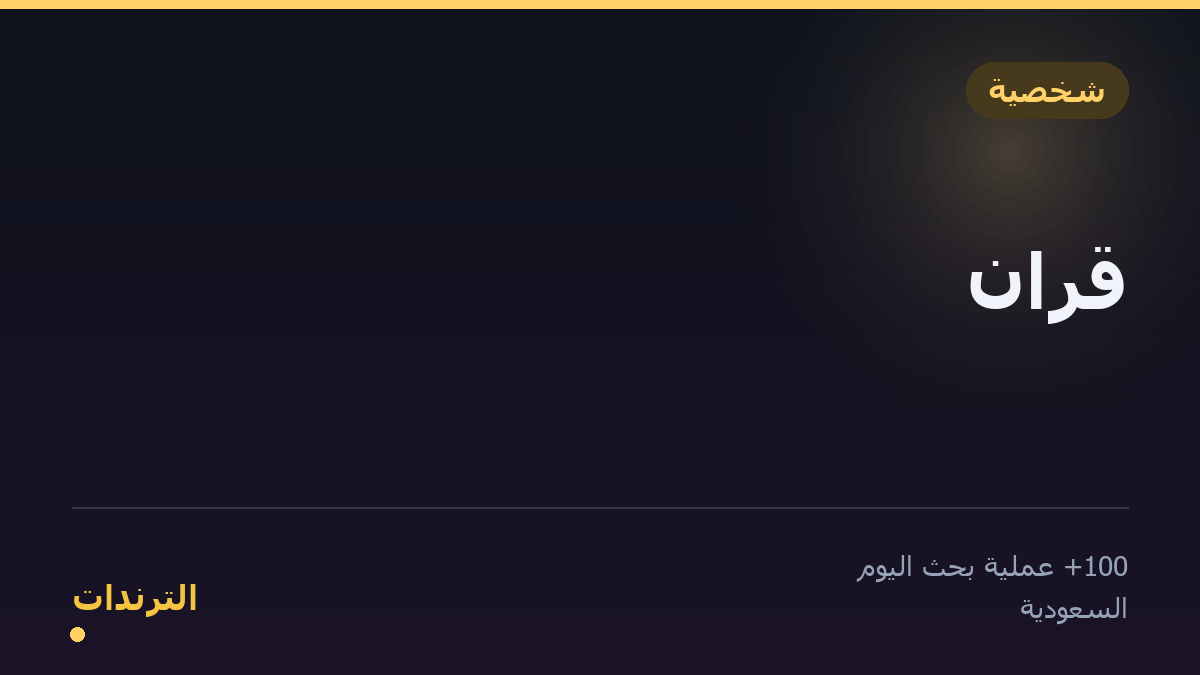 شخصية
قران
+100 عملية بحث اليوم
السعودية
الترندات